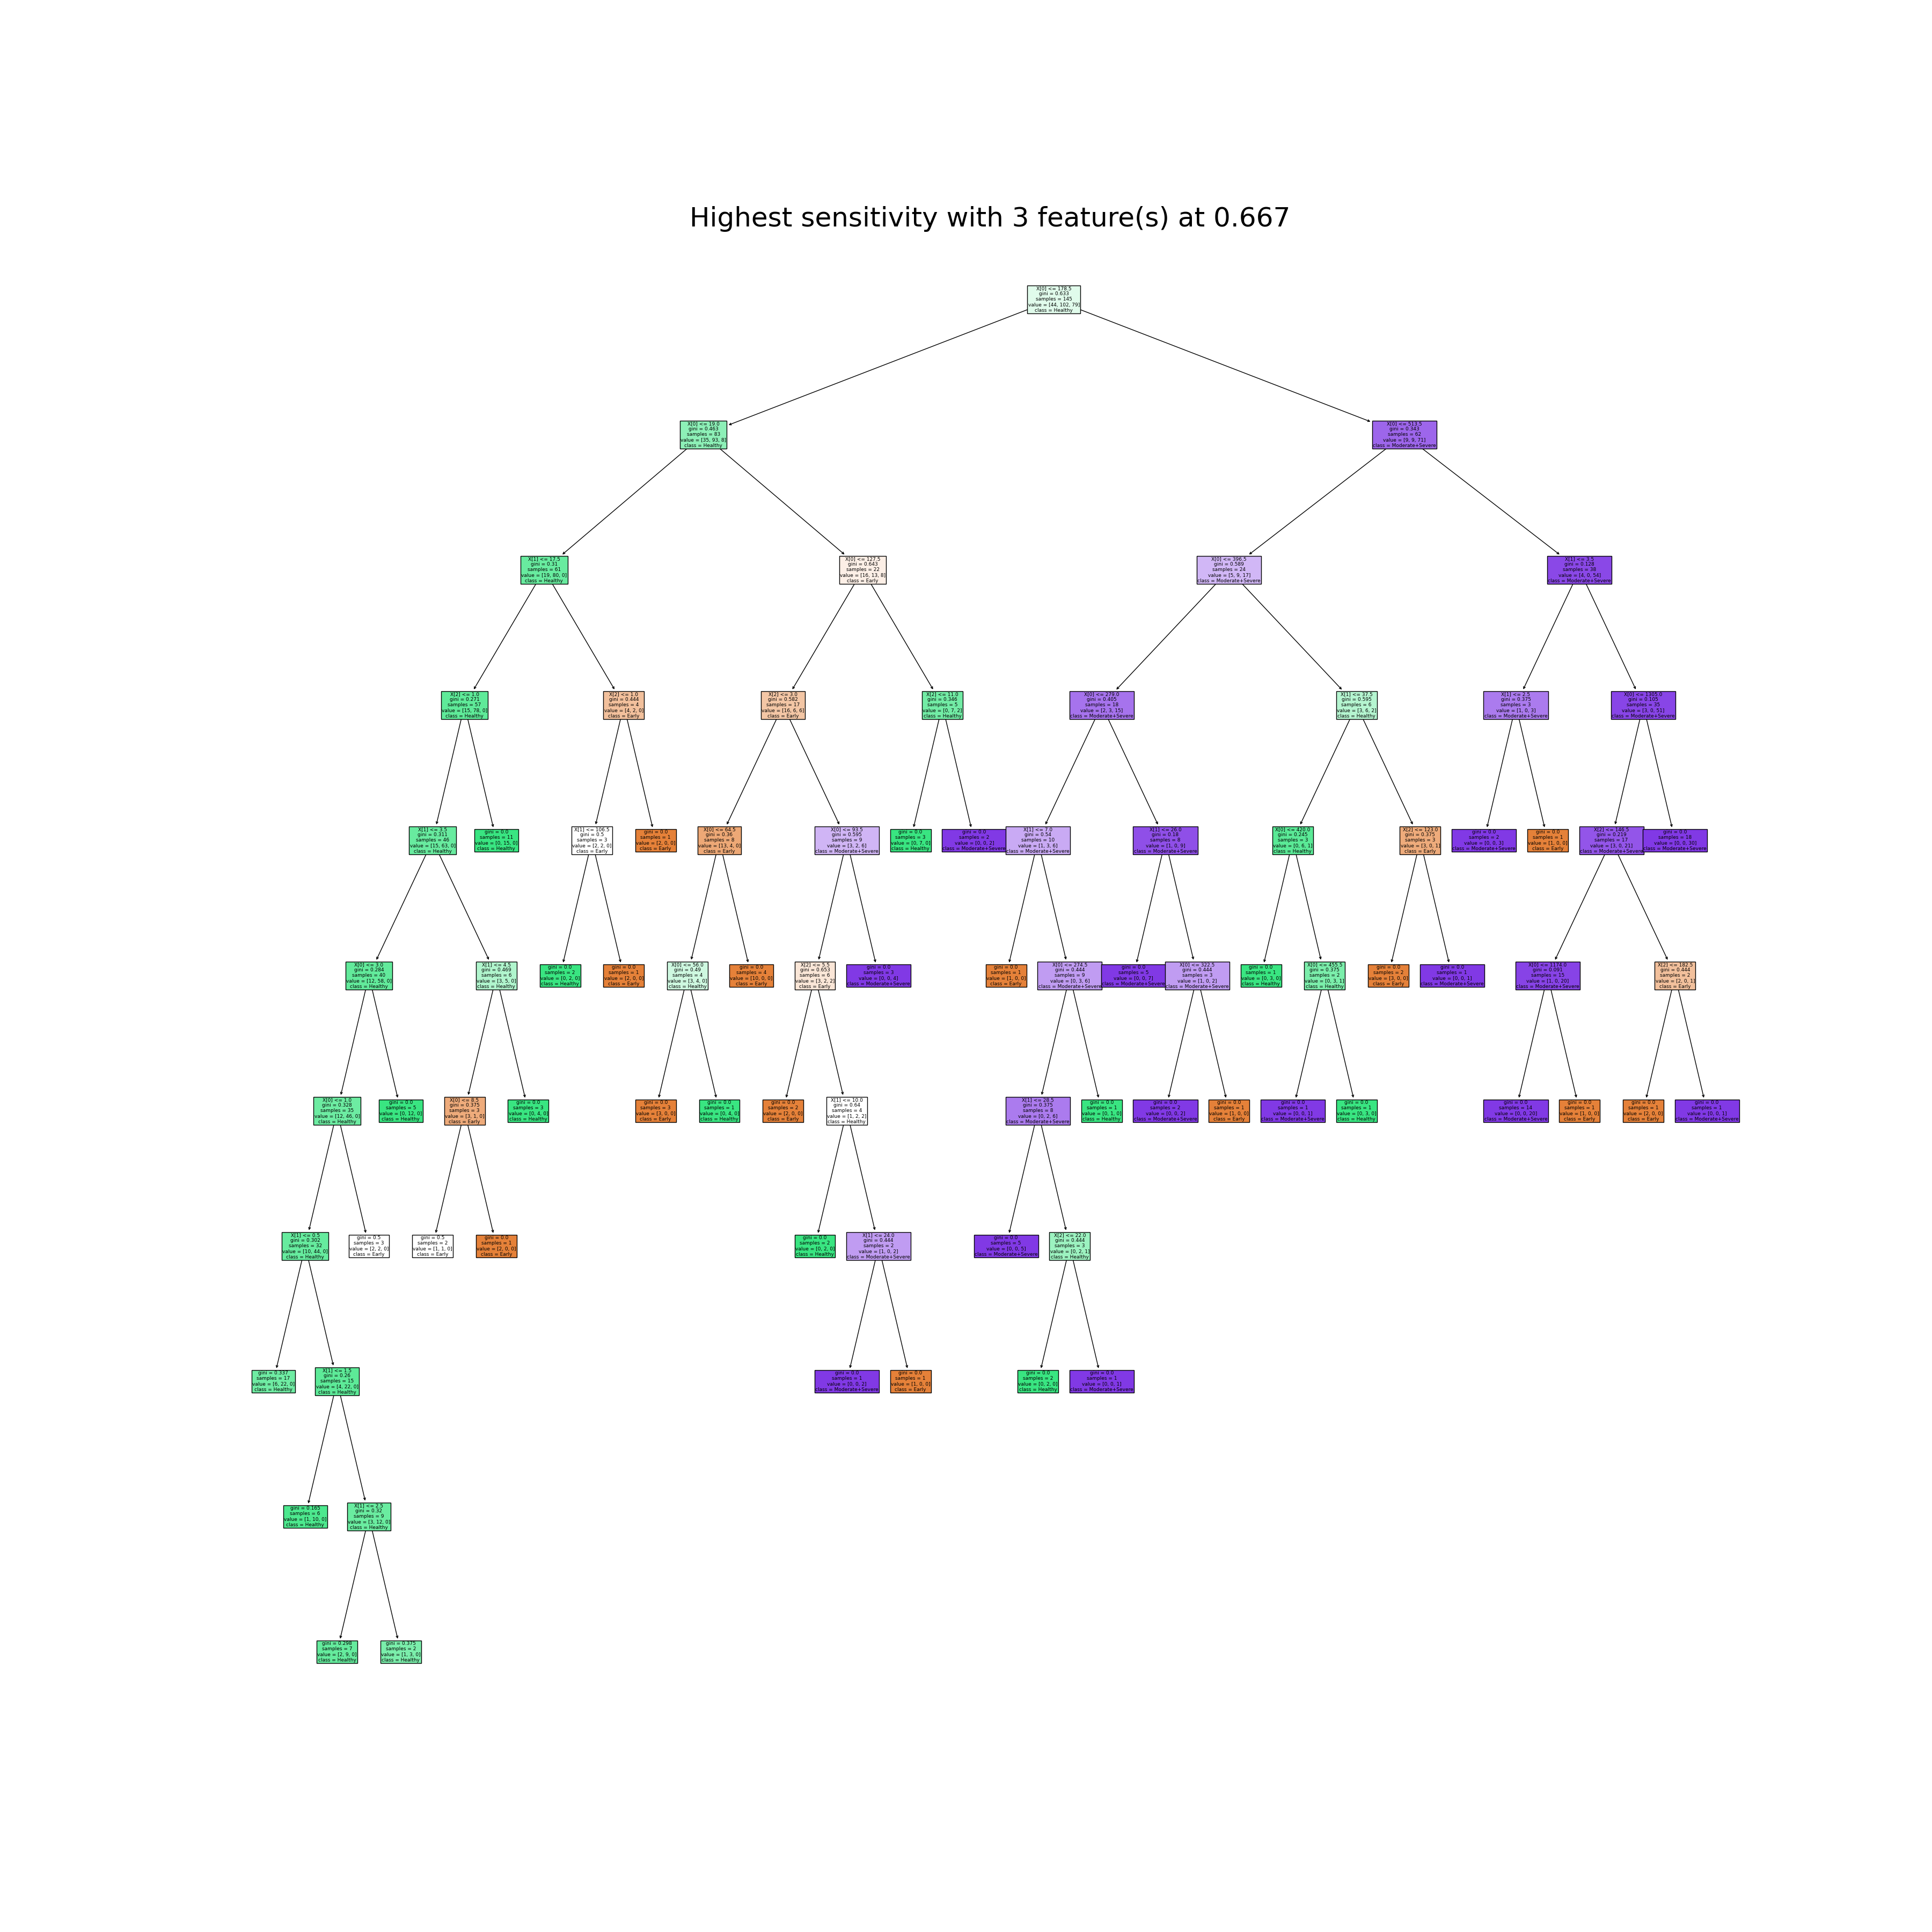 Highest sensitivity with 3 feature(s) at 0.667
X[0] <= 178.5
gini = 0.633
samples = 145
value = [44, 102, 79]
class = Healthy
X[0] <= 19.0
gini = 0.463
samples = 83
value = [35, 93, 8]
class = Healthy
X[0] <= 513.5
gini = 0.343
samples = 62
value = [9, 9, 71]
class = Moderate+Severe
X[1] <= 17.5
gini = 0.31
samples = 61
value = [19, 80, 0]
class = Healthy
X[0] <= 127.5
gini = 0.643
samples = 22
value = [16, 13, 8]
class = Early
X[0] <= 396.5
gini = 0.589
samples = 24
value = [5, 9, 17]
class = Moderate+Severe
X[1] <= 3.5
gini = 0.128
samples = 38
value = [4, 0, 54]
class = Moderate+Severe
X[2] <= 1.0
gini = 0.271
samples = 57
value = [15, 78, 0]
class = Healthy
X[2] <= 1.0
gini = 0.444
samples = 4
value = [4, 2, 0]
class = Early
X[2] <= 3.0
gini = 0.582
samples = 17
value = [16, 6, 6]
class = Early
X[2] <= 11.0
gini = 0.346
samples = 5
value = [0, 7, 2]
class = Healthy
X[0] <= 279.0
gini = 0.405
samples = 18
value = [2, 3, 15]
class = Moderate+Severe
X[1] <= 37.5
gini = 0.595
samples = 6
value = [3, 6, 2]
class = Healthy
X[1] <= 2.5
gini = 0.375
samples = 3
value = [1, 0, 3]
class = Moderate+Severe
X[0] <= 1305.0
gini = 0.105
samples = 35
value = [3, 0, 51]
class = Moderate+Severe
X[1] <= 3.5
gini = 0.311
samples = 46
value = [15, 63, 0]
class = Healthy
gini = 0.0
samples = 11
value = [0, 15, 0]
class = Healthy
X[1] <= 106.5
gini = 0.5
samples = 3
value = [2, 2, 0]
class = Early
gini = 0.0
samples = 1
value = [2, 0, 0]
class = Early
X[0] <= 64.5
gini = 0.36
samples = 8
value = [13, 4, 0]
class = Early
X[0] <= 93.5
gini = 0.595
samples = 9
value = [3, 2, 6]
class = Moderate+Severe
gini = 0.0
samples = 3
value = [0, 7, 0]
class = Healthy
gini = 0.0
samples = 2
value = [0, 0, 2]
class = Moderate+Severe
X[1] <= 7.0
gini = 0.54
samples = 10
value = [1, 3, 6]
class = Moderate+Severe
X[1] <= 26.0
gini = 0.18
samples = 8
value = [1, 0, 9]
class = Moderate+Severe
X[0] <= 420.0
gini = 0.245
samples = 3
value = [0, 6, 1]
class = Healthy
X[2] <= 123.0
gini = 0.375
samples = 3
value = [3, 0, 1]
class = Early
gini = 0.0
samples = 2
value = [0, 0, 3]
class = Moderate+Severe
gini = 0.0
samples = 1
value = [1, 0, 0]
class = Early
X[2] <= 148.5
gini = 0.219
samples = 17
value = [3, 0, 21]
class = Moderate+Severe
gini = 0.0
samples = 18
value = [0, 0, 30]
class = Moderate+Severe
X[0] <= 3.0
gini = 0.284
samples = 40
value = [12, 58, 0]
class = Healthy
X[1] <= 4.5
gini = 0.469
samples = 6
value = [3, 5, 0]
class = Healthy
gini = 0.0
samples = 2
value = [0, 2, 0]
class = Healthy
gini = 0.0
samples = 1
value = [2, 0, 0]
class = Early
X[0] <= 56.0
gini = 0.49
samples = 4
value = [3, 4, 0]
class = Healthy
gini = 0.0
samples = 4
value = [10, 0, 0]
class = Early
X[2] <= 5.5
gini = 0.653
samples = 6
value = [3, 2, 2]
class = Early
gini = 0.0
samples = 3
value = [0, 0, 4]
class = Moderate+Severe
gini = 0.0
samples = 1
value = [1, 0, 0]
class = Early
X[0] <= 274.5
gini = 0.444
samples = 9
value = [0, 3, 6]
class = Moderate+Severe
gini = 0.0
samples = 5
value = [0, 0, 7]
class = Moderate+Severe
X[0] <= 322.5
gini = 0.444
samples = 3
value = [1, 0, 2]
class = Moderate+Severe
gini = 0.0
samples = 1
value = [0, 3, 0]
class = Healthy
X[0] <= 455.5
gini = 0.375
samples = 2
value = [0, 3, 1]
class = Healthy
gini = 0.0
samples = 2
value = [3, 0, 0]
class = Early
gini = 0.0
samples = 1
value = [0, 0, 1]
class = Moderate+Severe
X[0] <= 1174.0
gini = 0.091
samples = 15
value = [1, 0, 20]
class = Moderate+Severe
X[2] <= 182.5
gini = 0.444
samples = 2
value = [2, 0, 1]
class = Early
X[0] <= 1.0
gini = 0.328
samples = 35
value = [12, 46, 0]
class = Healthy
gini = 0.0
samples = 5
value = [0, 12, 0]
class = Healthy
X[0] <= 8.5
gini = 0.375
samples = 3
value = [3, 1, 0]
class = Early
gini = 0.0
samples = 3
value = [0, 4, 0]
class = Healthy
gini = 0.0
samples = 3
value = [3, 0, 0]
class = Early
gini = 0.0
samples = 1
value = [0, 4, 0]
class = Healthy
gini = 0.0
samples = 2
value = [2, 0, 0]
class = Early
X[1] <= 10.0
gini = 0.64
samples = 4
value = [1, 2, 2]
class = Healthy
X[1] <= 28.5
gini = 0.375
samples = 8
value = [0, 2, 6]
class = Moderate+Severe
gini = 0.0
samples = 1
value = [0, 1, 0]
class = Healthy
gini = 0.0
samples = 2
value = [0, 0, 2]
class = Moderate+Severe
gini = 0.0
samples = 1
value = [1, 0, 0]
class = Early
gini = 0.0
samples = 1
value = [0, 0, 1]
class = Moderate+Severe
gini = 0.0
samples = 1
value = [0, 3, 0]
class = Healthy
gini = 0.0
samples = 14
value = [0, 0, 20]
class = Moderate+Severe
gini = 0.0
samples = 1
value = [1, 0, 0]
class = Early
gini = 0.0
samples = 1
value = [2, 0, 0]
class = Early
gini = 0.0
samples = 1
value = [0, 0, 1]
class = Moderate+Severe
X[1] <= 0.5
gini = 0.302
samples = 32
value = [10, 44, 0]
class = Healthy
gini = 0.5
samples = 3
value = [2, 2, 0]
class = Early
gini = 0.5
samples = 2
value = [1, 1, 0]
class = Early
gini = 0.0
samples = 1
value = [2, 0, 0]
class = Early
gini = 0.0
samples = 2
value = [0, 2, 0]
class = Healthy
X[1] <= 24.0
gini = 0.444
samples = 2
value = [1, 0, 2]
class = Moderate+Severe
gini = 0.0
samples = 5
value = [0, 0, 5]
class = Moderate+Severe
X[2] <= 22.0
gini = 0.444
samples = 3
value = [0, 2, 1]
class = Healthy
gini = 0.337
samples = 17
value = [6, 22, 0]
class = Healthy
X[1] <= 1.5
gini = 0.26
samples = 15
value = [4, 22, 0]
class = Healthy
gini = 0.0
samples = 1
value = [0, 0, 2]
class = Moderate+Severe
gini = 0.0
samples = 1
value = [1, 0, 0]
class = Early
gini = 0.0
samples = 2
value = [0, 2, 0]
class = Healthy
gini = 0.0
samples = 1
value = [0, 0, 1]
class = Moderate+Severe
gini = 0.165
samples = 6
value = [1, 10, 0]
class = Healthy
X[1] <= 2.5
gini = 0.32
samples = 9
value = [3, 12, 0]
class = Healthy
gini = 0.298
samples = 7
value = [2, 9, 0]
class = Healthy
gini = 0.375
samples = 2
value = [1, 3, 0]
class = Healthy